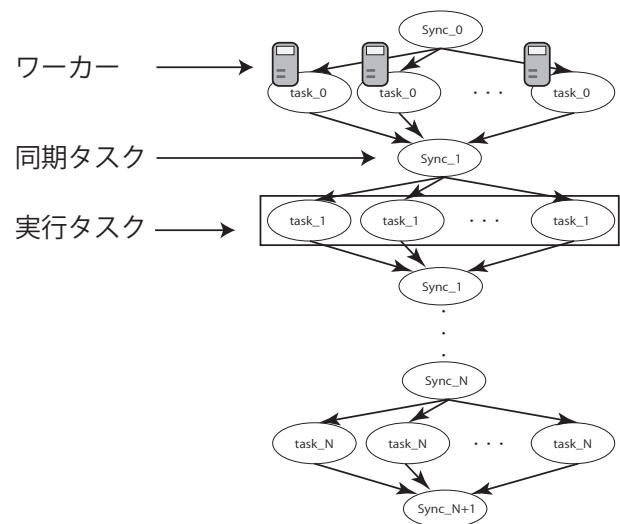 Sync_0
ワーカー
task_0 task_0 · · · task_0
同期タスク
Sync_1
実行タスク
task_1 task_1 · · · task_1
Sync_1
·
·
·
Sync_N
task_N task_N · · · task_N
Sync_N+1